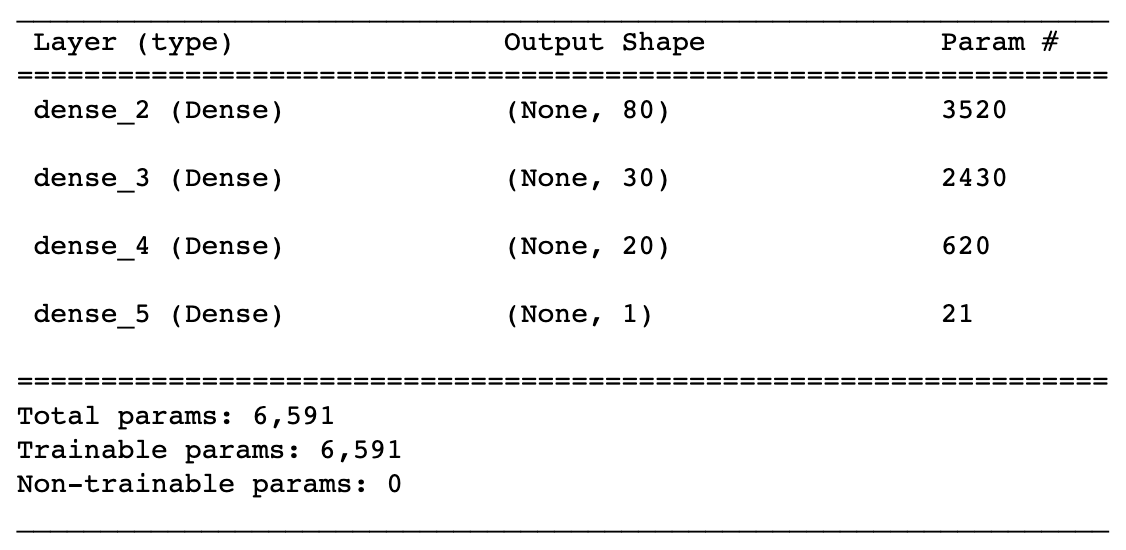 Layer (type) Output Shape Param #
=================================================================
dense_2 (Dense) (None, 80) 3520
dense_3 (Dense) (None, 30) 2430
dense_4 (Dense) (None, 20) 620
dense_5 (Dense) (None, 1) 21
=================================================================
Total params: 6,591
Trainable params: 6,591
Non-trainable params: 0